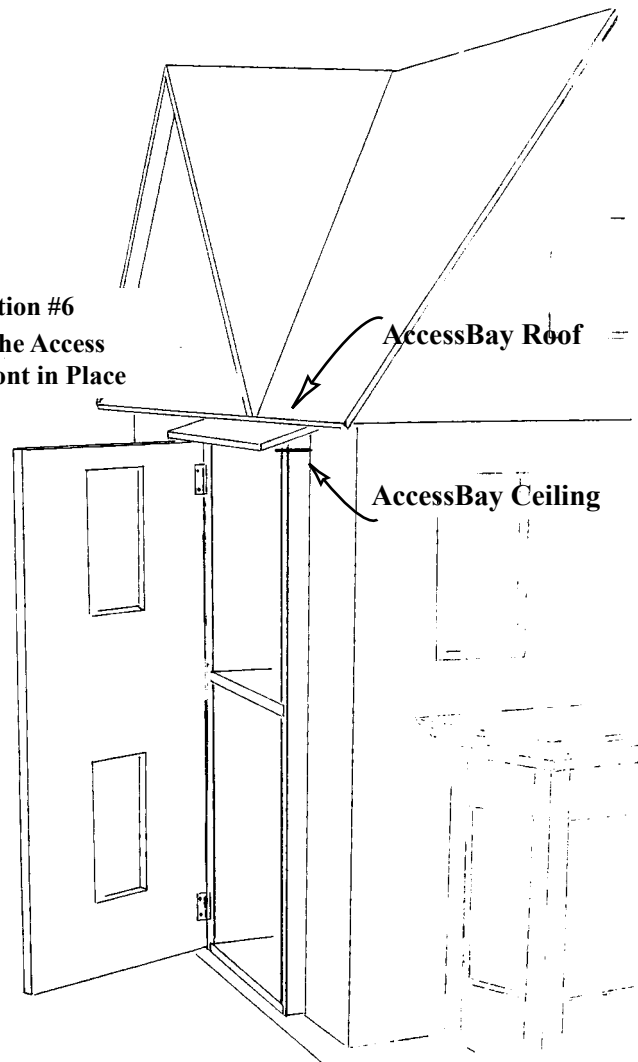 tion #6
he Access
ont in Place
AccessBay Roof
AccessBay Ceiling